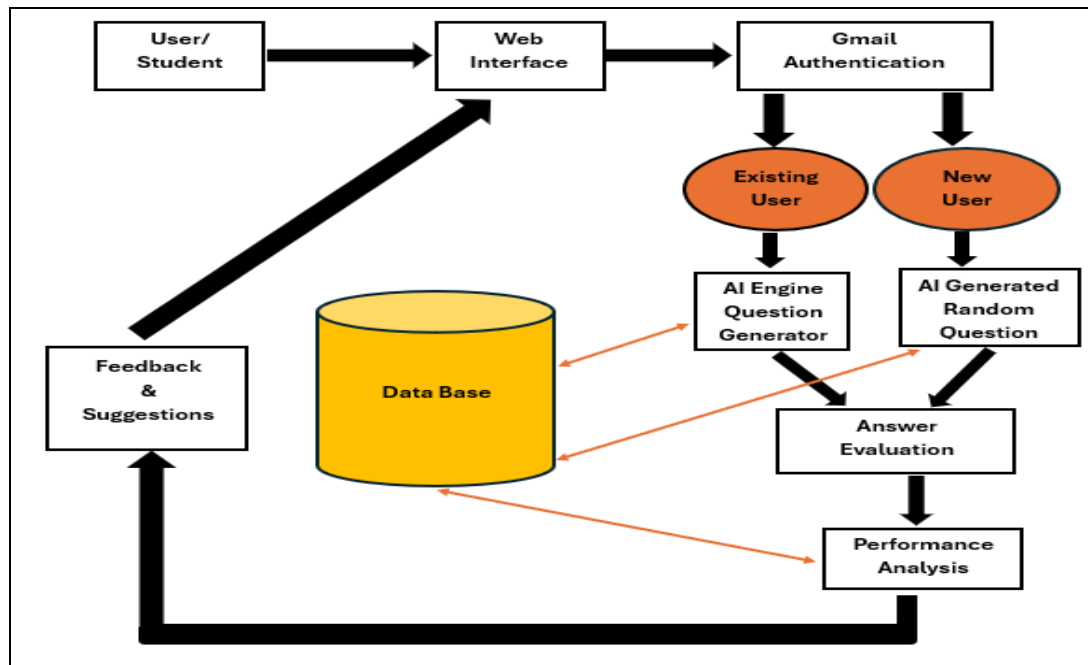 User/
Student
Web
Interface
Gmail
Authentication
Existing
User
New
User
AI Engine
Question
Generator
AI Generated
Random
Question
Feedback
&
Suggestions
Data Base
Answer
Evaluation
Performance
Analysis